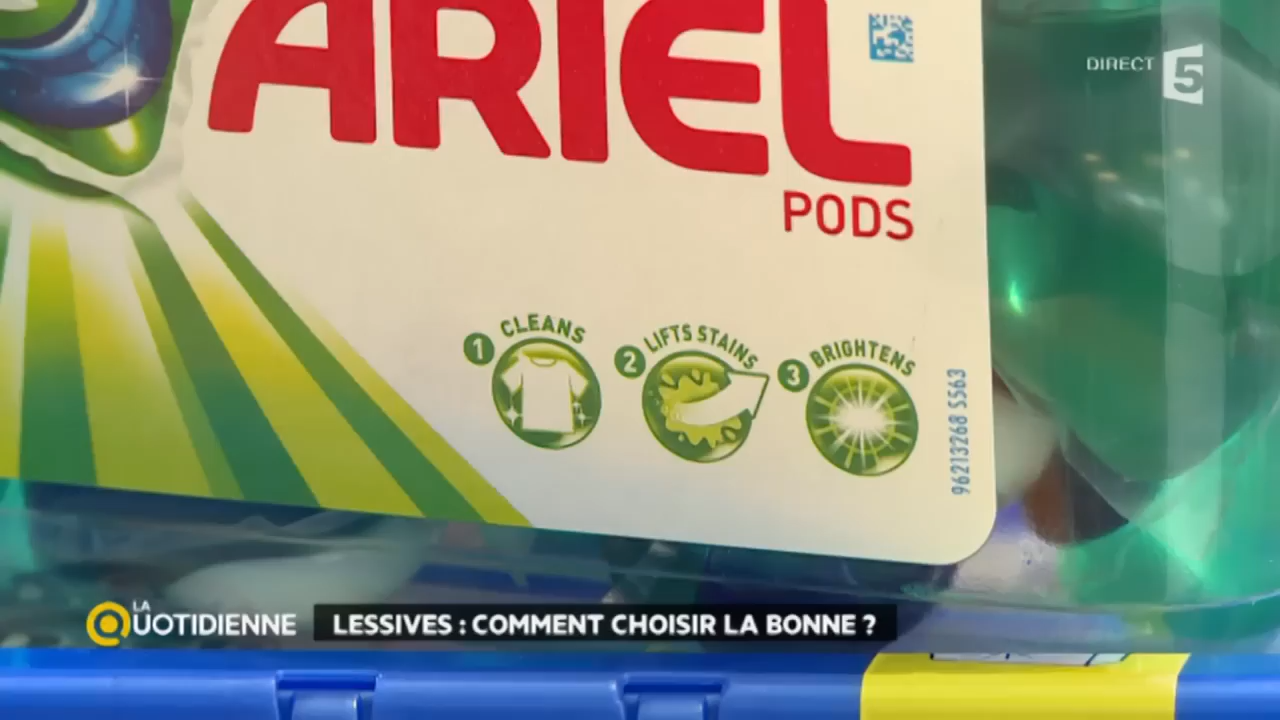 ARIEL
PODS
DIRECT 5
1 CLEANS
2 LIFTS STAINS
3 BRIGHTENS
96213268 S563
LA
QUOTIDIENNE
LESSIVES : COMMENT CHOISIR LA BONNE ?